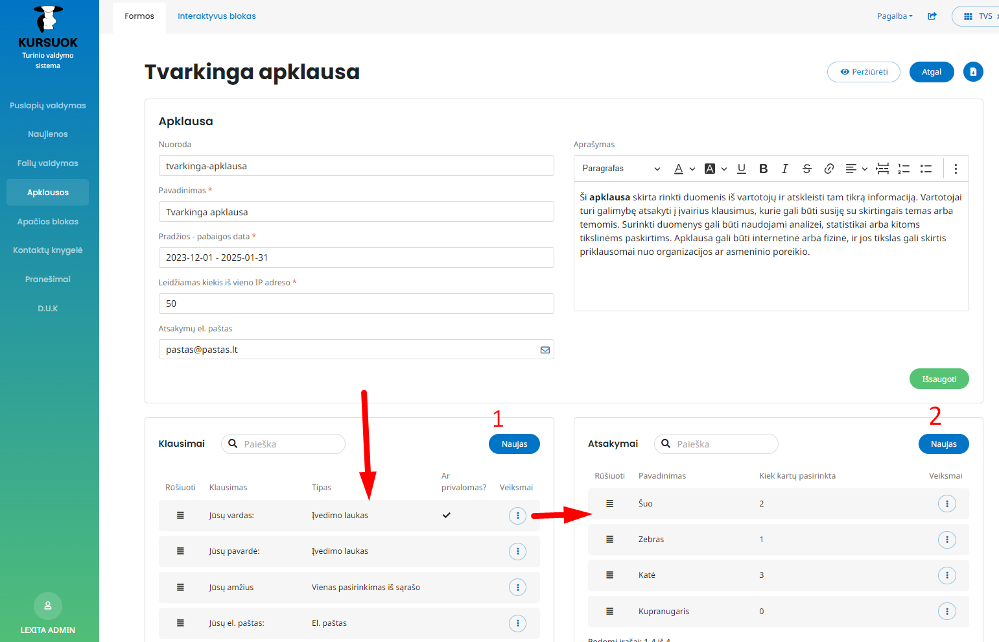 KURSUOK
Turinio valdymo
sistema
Puslapių valdymas
Naujienos
Failų valdymas
Apklausos
Apačios blokas
Kontaktų knygelė
Pranešimai
D.U.K
LEXITA ADMIN
Formos Interaktyvus blokas Pagalba TVS
Tvarkinga apklausa
Peržiūrėti Atgal
Apklausa
Nuoroda
tvarkinga-apklausa
Pavadinimas *
Tvarkinga apklausa
Pradžios - pabaigos data *
2023-12-01 - 2025-01-31
Leidžiamas kiekis iš vieno IP adreso *
50
Atsakymų el. paštas
pastas@pastas.lt
Aprašymas
Paragrafas
Ši apklausa skirta rinkti duomenis iš vartotojų ir atskleisti tam tikrą informaciją. Vartotojai
turi galimybę atsakyti į įvairius klausimus, kurie gali būti susiję su skirtingais temas arba
temomis. Surinkti duomenys gali būti naudojami analizei, statistikai arba kitoms
tikslinėms paskirtims. Apklausa gali būti internetinė arba fizinė, ir jos tikslas gali skirtis
priklausomai nuo organizacijos ar asmeninio poreikio.
Išsaugoti
1
Klausimai Paieška Naujas
Rūšiuoti Klausimas Tipas Ar privalomas? Veiksmai
Jūsų vardas: Įvedimo laukas
Jūsų pavardė: Įvedimo laukas
Jūsų amžius Vienas pasirinkimas iš sąrašo
Jūsų el. paštas: El. paštas
2
Atsakymai Paieška Naujas
Rūšiuoti Pavadinimas Kiek kartų pasirinkta Veiksmai
Šuo 2
Zebras 1
Katė 3
Kupranugaris 0
Rodomi įrašai: 1-4 iš 4